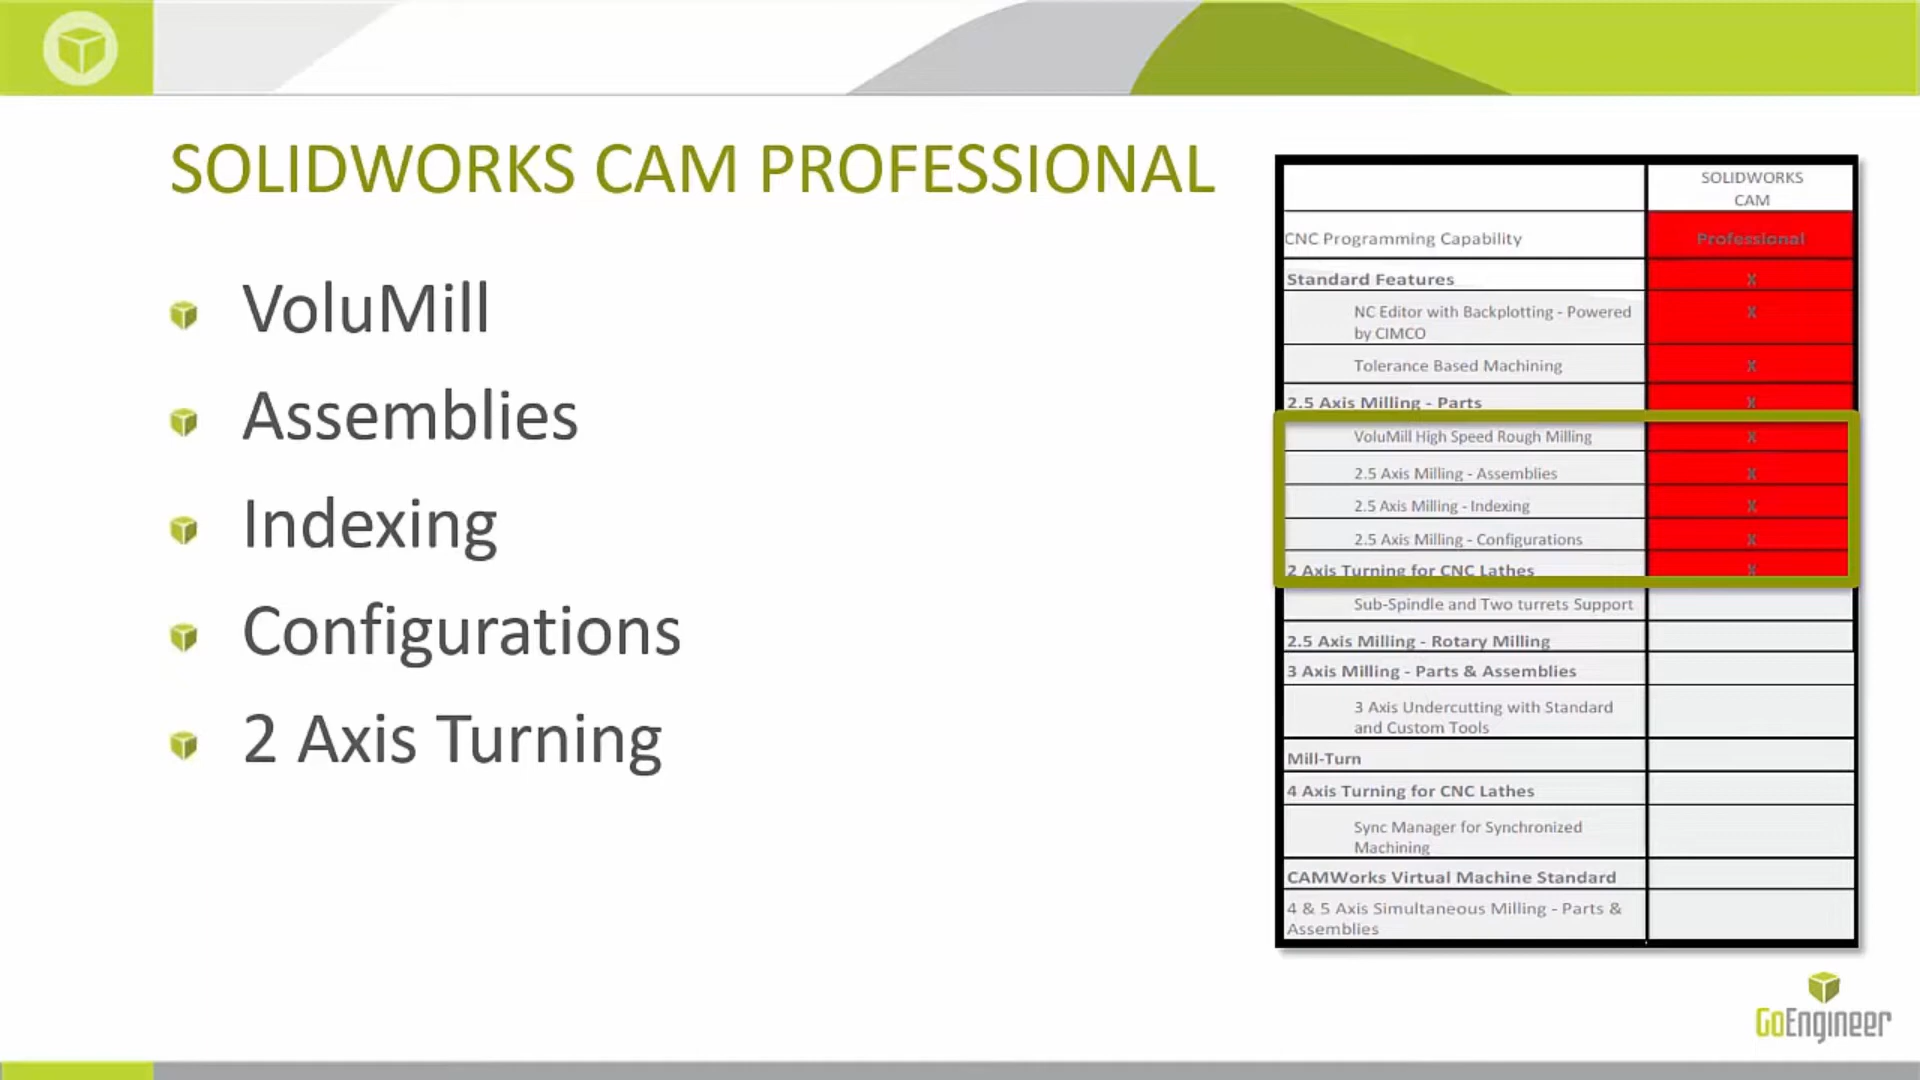 SOLIDWORKS CAM PROFESSIONAL
VoluMill
Assemblies
Indexing
Configurations
2 Axis Turning
SOLIDWORKS
CAM
CNC Programming Capability Professional
Standard Features X
NC Editor with Backplotting - Powered X
by CIMCO
Tolerance Based Machining X
2.5 Axis Milling - Parts X
VoluMill High Speed Rough Milling X
2.5 Axis Milling - Assemblies X
2.5 Axis Milling - Indexing X
2.5 Axis Milling - Configurations X
2 Axis Turning for CNC Lathes X
Sub-Spindle and Two turrets Support
2.5 Axis Milling - Rotary Milling
3 Axis Milling - Parts & Assemblies
3 Axis Undercutting with Standard
and Custom Tools
Mill-Turn
4 Axis Turning for CNC Lathes
Sync Manager for Synchronized
Machining
CAMWorks Virtual Machine Standard
4 & 5 Axis Simultaneous Milling - Parts &
Assemblies
GoEngineer